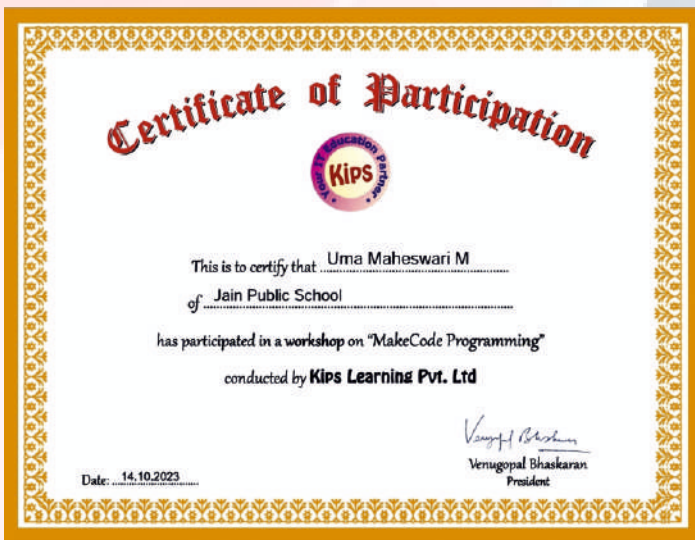 Certificate of Participation
Your IT Education Partner
Kips
This is to certify that Uma Maheswari M
of Jain Public School
has participated in a workshop on "MakeCode Programming"
conducted by Kips Learning Pvt. Ltd
Venugopal Bhaskaran
Date: 14.10.2023
President